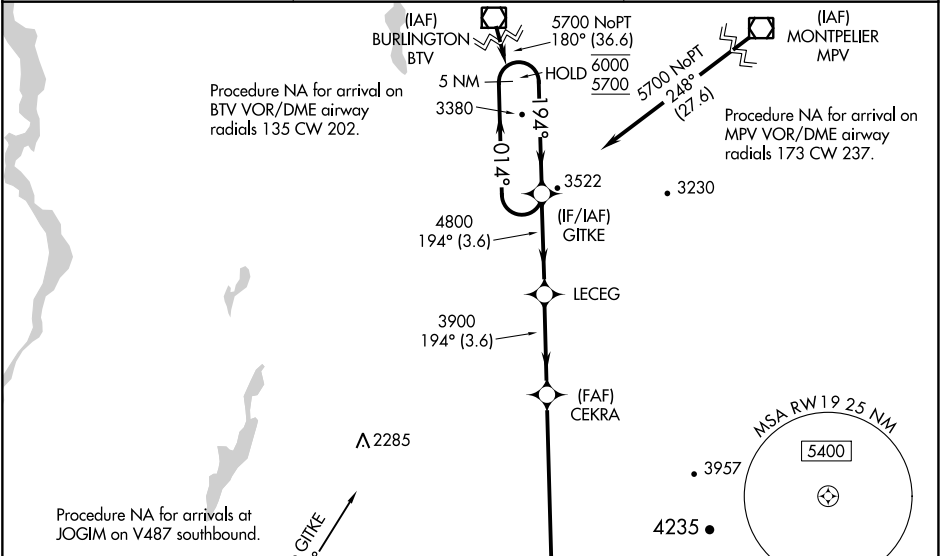 (IAF)
BURLINGTON
BTV
5700 NoPT
180° (36.6)
(IAF)
MONTPELIER
MPV
5 NM
HOLD
6000
5700
5700 NoPT
248°
(27.6)
Procedure NA for arrival on
BTV VOR/DME airway
radials 135 CW 202.
3380
194°
014°
Procedure NA for arrival on
MPV VOR/DME airway
radials 173 CW 237.
3522
3230
(IF/IAF)
GITKE
4800
194° (3.6)
LECEG
3900
194° (3.6)
(FAF)
CEKRA
MSA RW19 25 NM
5400
2285
3957
4235
Procedure NA for arrivals at
JOGIM on V487 southbound.
GITKE